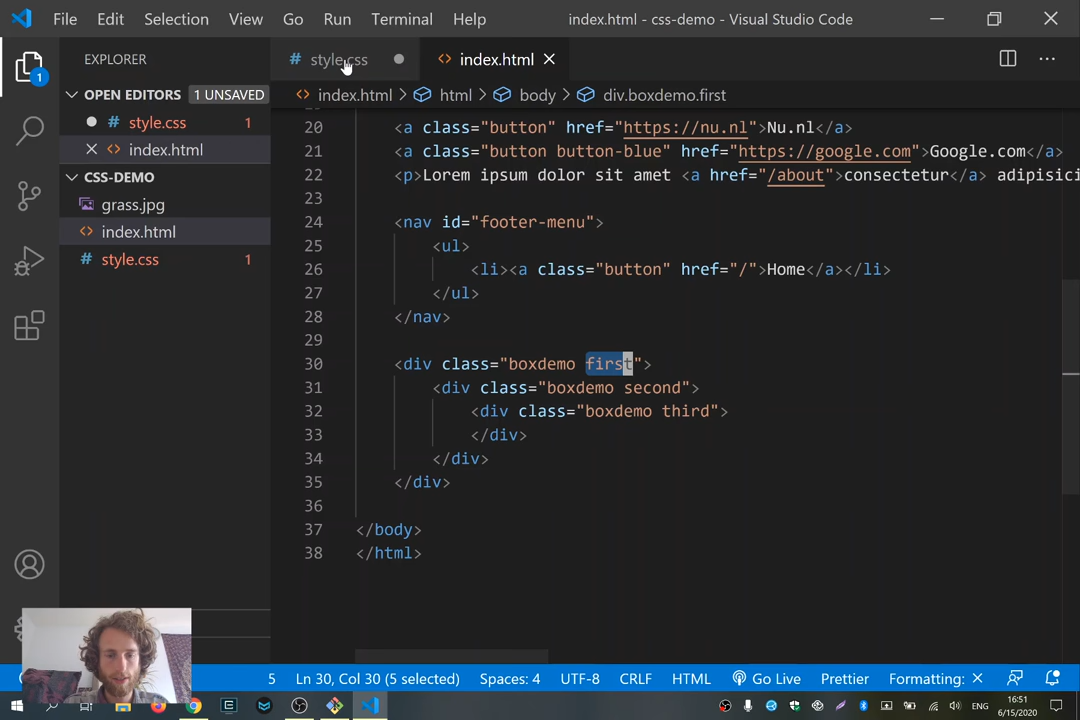 File Edit Selection View Go Run Terminal Help index.html - css-demo - Visual Studio Code
EXPLORER
# style.css
<> index.html
1
OPEN EDITORS 1 UNSAVED
# style.css 1
<> index.html
CSS-DEMO
grass.jpg
<> index.html
# style.css 1
<> index.html > html > body > div.boxdemo.first
20 <a class="button" href="https://nu.nl">Nu.nl</a>
21 <a class="button button-blue" href="https://google.com">Google.com</a>
22 <p>Lorem ipsum dolor sit amet <a href="/about">consectetur</a> adipisici
23
24 <nav id="footer-menu">
25 <ul>
26 <li><a class="button" href="/">Home</a></li>
27 </ul>
28 </nav>
29
30 <div class="boxdemo first">
31 <div class="boxdemo second">
32 <div class="boxdemo third">
33 </div>
34 </div>
35 </div>
36
37 </body>
38 </html>
5 Ln 30, Col 30 (5 selected) Spaces: 4 UTF-8 CRLF HTML Go Live Prettier Formatting: ×
ENG
16:51
6/15/2020